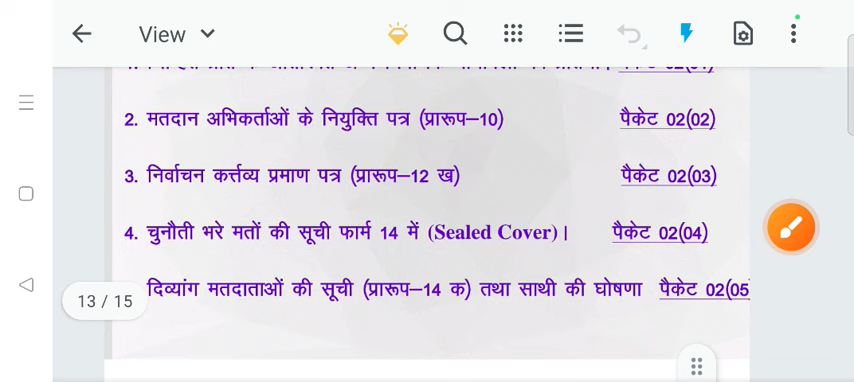 View
2. मतदान अभिकर्ताओं के नियुक्ति पत्र (प्रारूप–10) पैकेट 02(02)
3. निर्वाचन कर्त्तव्य प्रमाण पत्र (प्रारूप–12 ख) पैकेट 02(03)
4. चुनौती भरे मतों की सूची फार्म 14 में (Sealed Cover)। पैकेट 02(04)
दिव्यांग मतदाताओं की सूची (प्रारूप–14 क) तथा साथी की घोषणा पैकेट 02(05
13 / 15